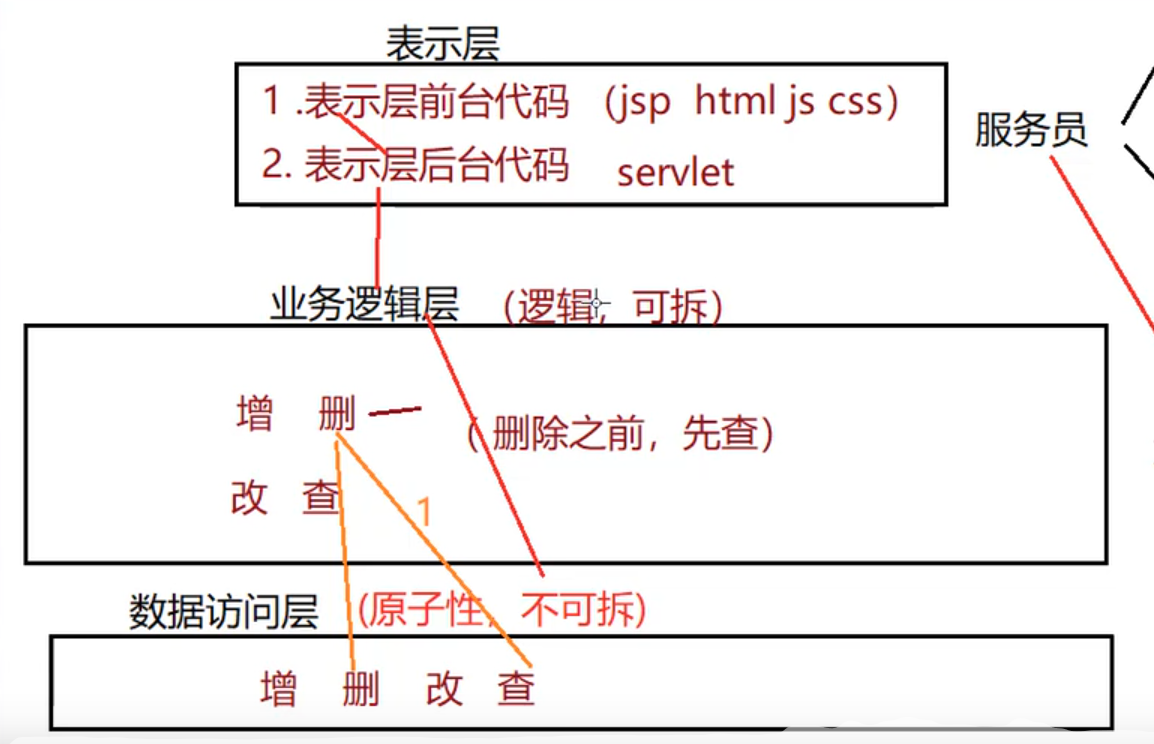 表示层
1 .表示层前台代码 （jsp html js css）
2. 表示层后台代码 servlet
服务员
业务逻辑层 （逻辑，可拆）
增 删
（ 删除之前，先查）
改 查
1
数据访问层 (原子性，不可拆)
增 删 改 查